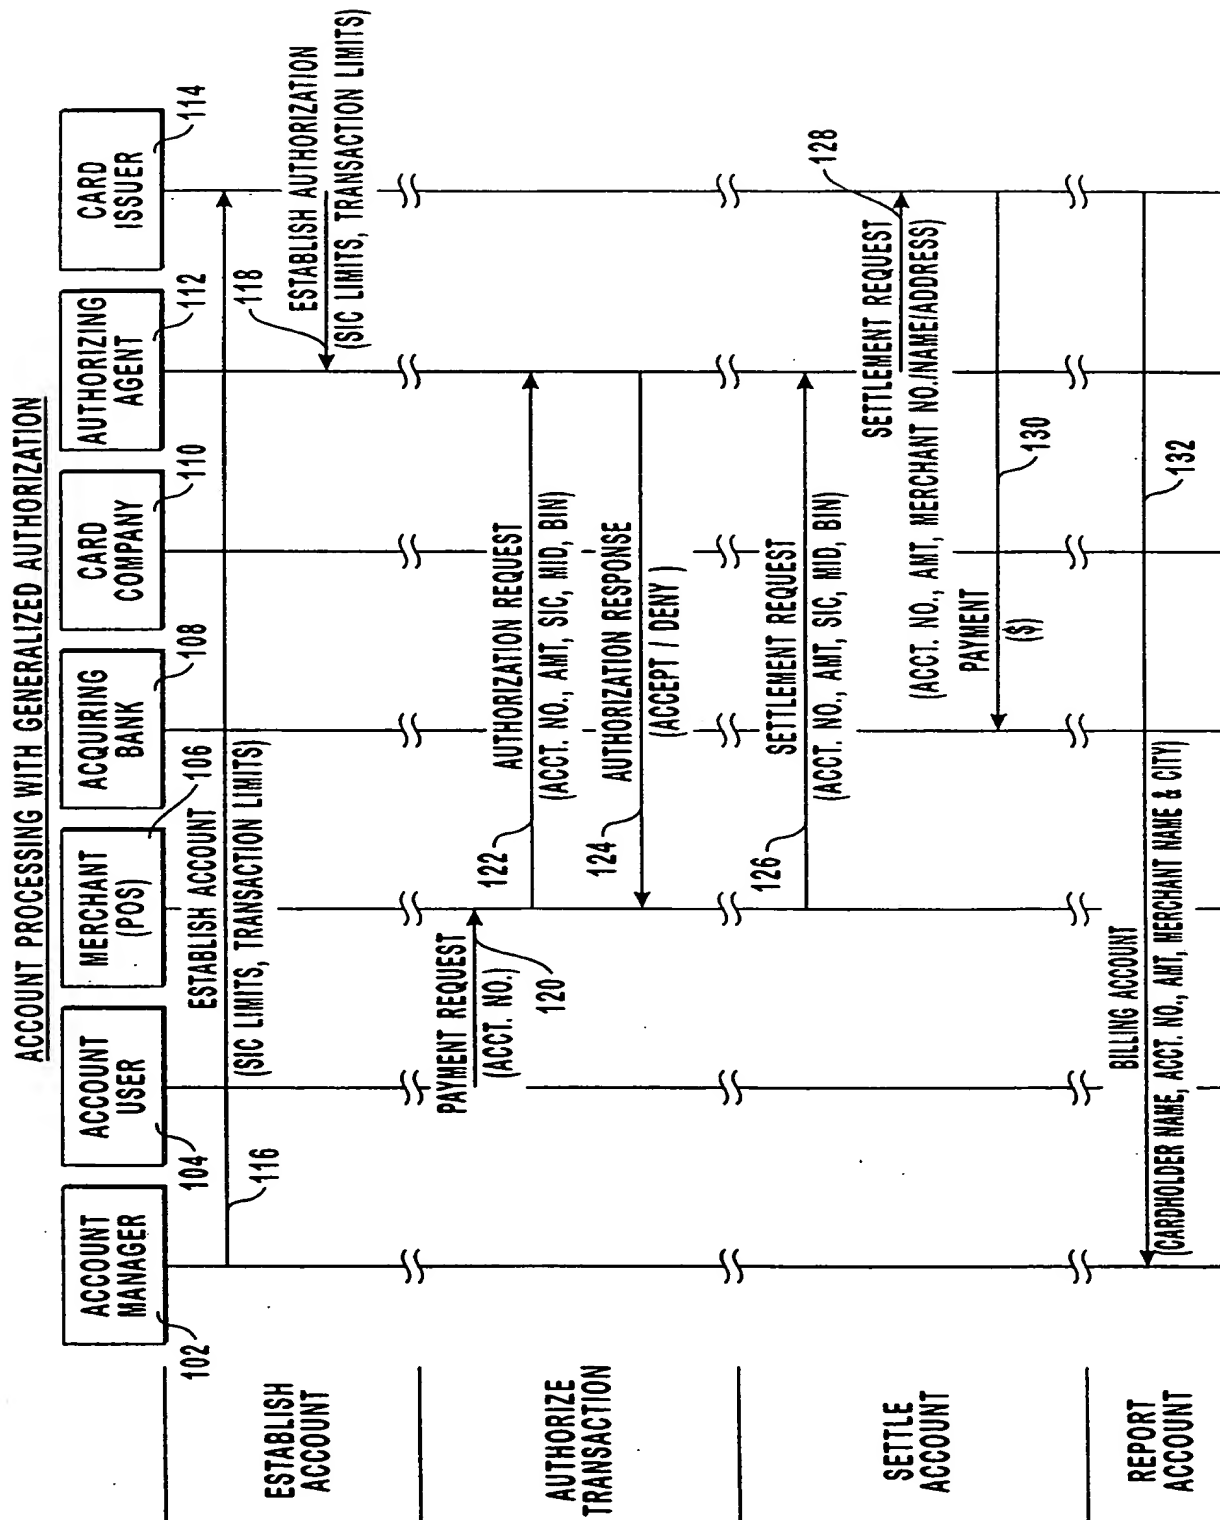 ACCOUNT PROCESSING WITH GENERALIZED AUTHORIZATION
ACCOUNT
MANAGER
102
ACCOUNT
USER
104
MERCHANT
(POS)
106
ACQUIRING
BANK
108
CARD
COMPANY
110
AUTHORIZING
AGENT
112
CARD
ISSUER
114
ESTABLISH
ACCOUNT
116
ESTABLISH ACCOUNT
(SIC LIMITS, TRANSACTION LIMITS)
118
ESTABLISH AUTHORIZATION
(SIC LIMITS, TRANSACTION LIMITS)
AUTHORIZE
TRANSACTION
PAYMENT REQUEST
(ACCT. NO.)
120
122
AUTHORIZATION REQUEST
(ACCT. NO., AMT, SIC, MID, BIN)
124
AUTHORIZATION RESPONSE
(ACCEPT / DENY )
SETTLE
ACCOUNT
126
SETTLEMENT REQUEST
(ACCT. NO., AMT, SIC, MID, BIN)
SETTLEMENT REQUEST
128
(ACCT. NO., AMT, MERCHANT NO./NAME/ADDRESS)
PAYMENT
($)
130
REPORT
ACCOUNT
BILLING ACCOUNT
132
(CARDHOLDER NAME, ACCT. NO., AMT, MERCHANT NAME & CITY)